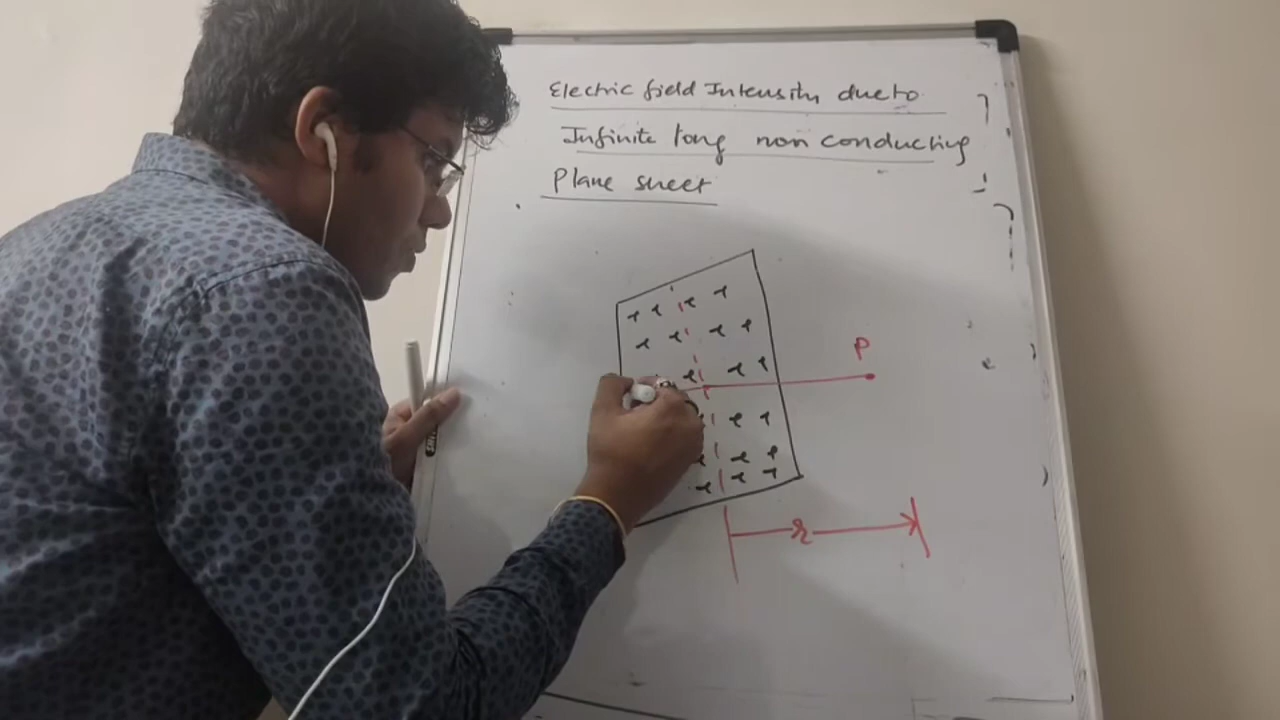 Electric field Intensity due to
Infinite long non conducting
Plane sheet
P
r